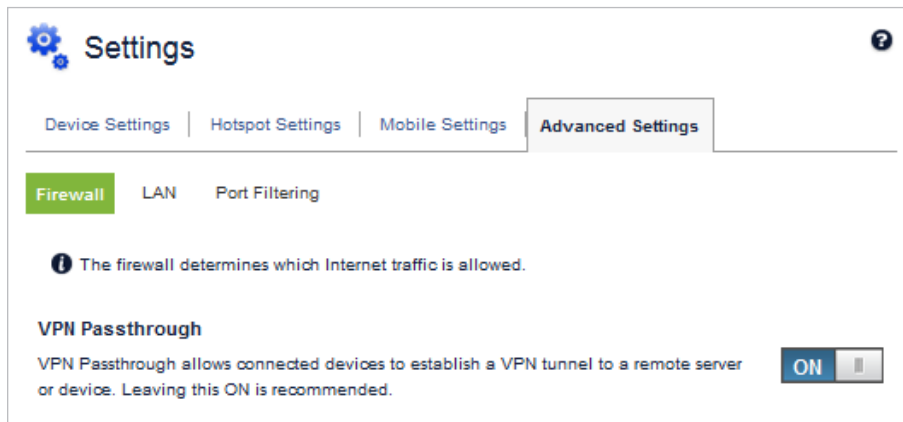 Settings
?
Device Settings | Hotspot Settings | Mobile Settings | Advanced Settings
Firewall LAN Port Filtering
i The firewall determines which Internet traffic is allowed.
VPN Passthrough
VPN Passthrough allows connected devices to establish a VPN tunnel to a remote server
or device. Leaving this ON is recommended.
ON